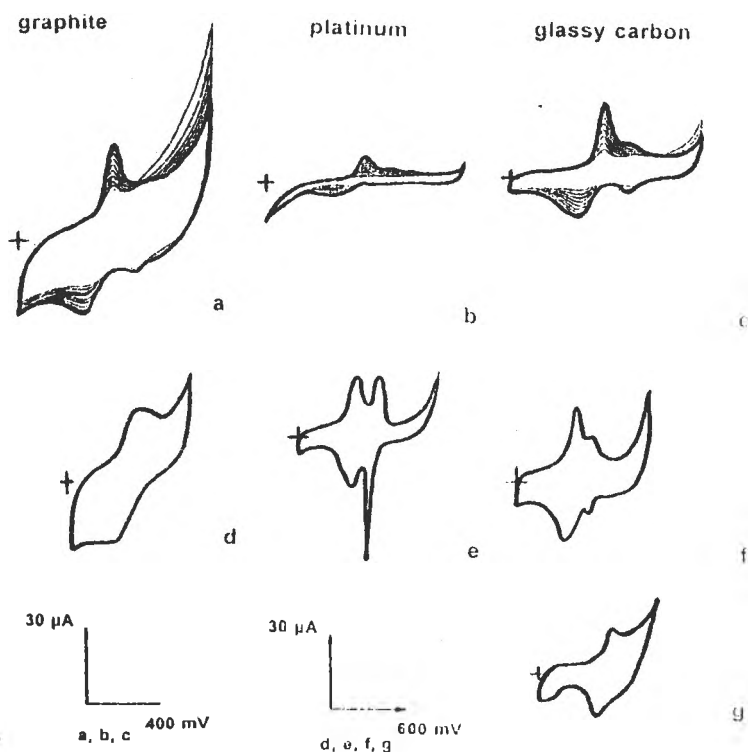 graphite platinum glassy carbon
a
b
c
d
e
f
30 µA
400 mV
a, b, c
30 µA
600 mV
d, e, f, g
g